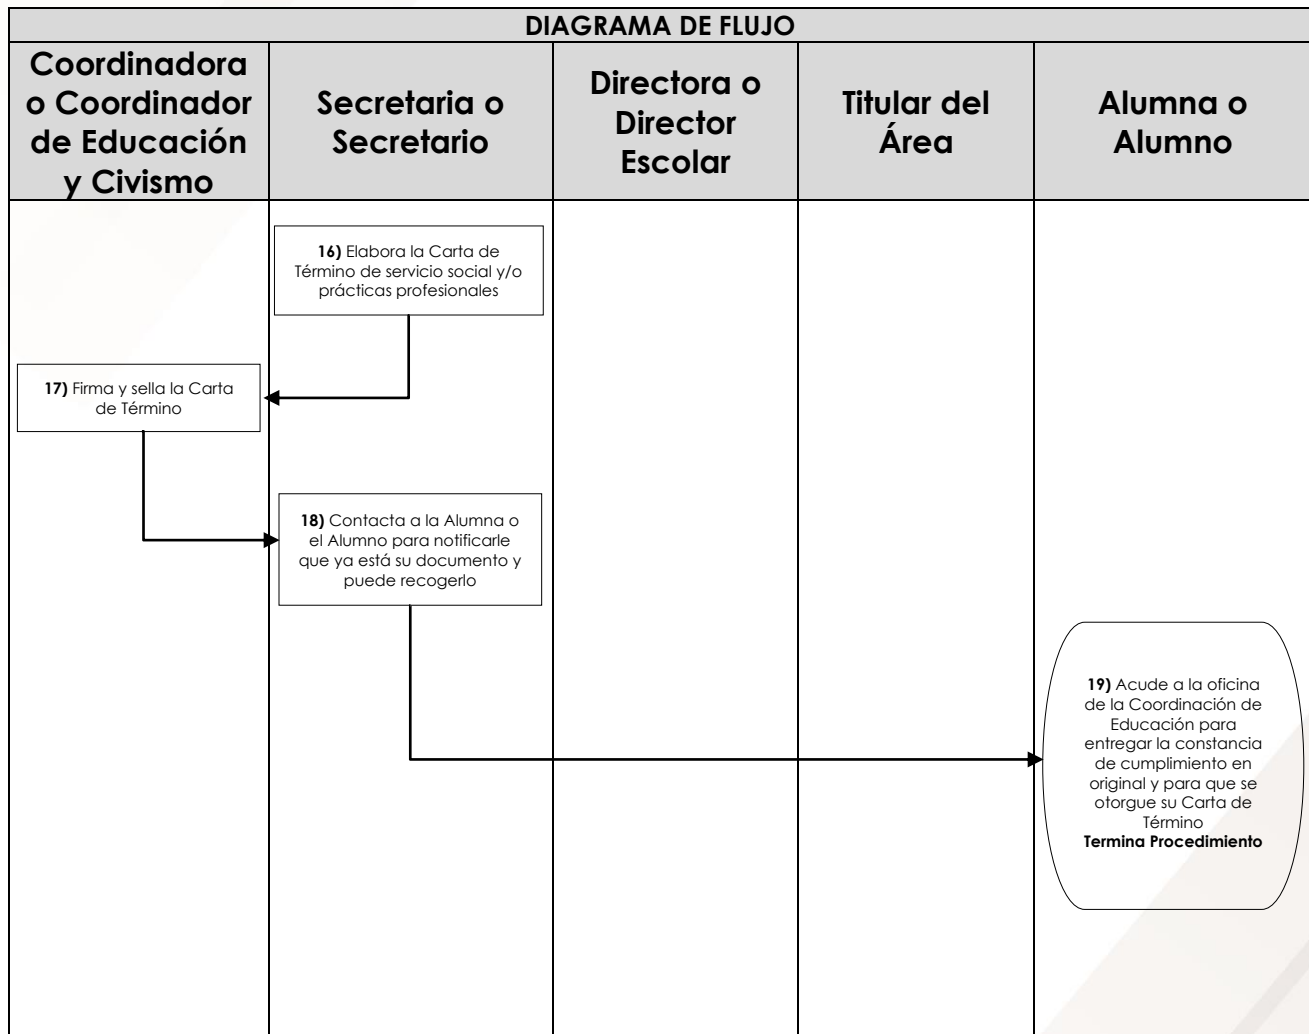 DIAGRAMA DE FLUJO
Coordinadora
o Coordinador
de Educación
y Civismo
Secretaria o
Secretario
Directora o
Director
Escolar
Titular del
Área
Alumna o
Alumno
16) Elabora la Carta de
Término de servicio social y/o
prácticas profesionales
17) Firma y sella la Carta
de Término
18) Contacta a la Alumna o
el Alumno para notificarle
que ya está su documento y
puede recogerlo
19) Acude a la oficina
de la Coordinación de
Educación para
entregar la constancia
de cumplimiento en
original y para que se
otorgue su Carta de
Término
Termina Procedimiento